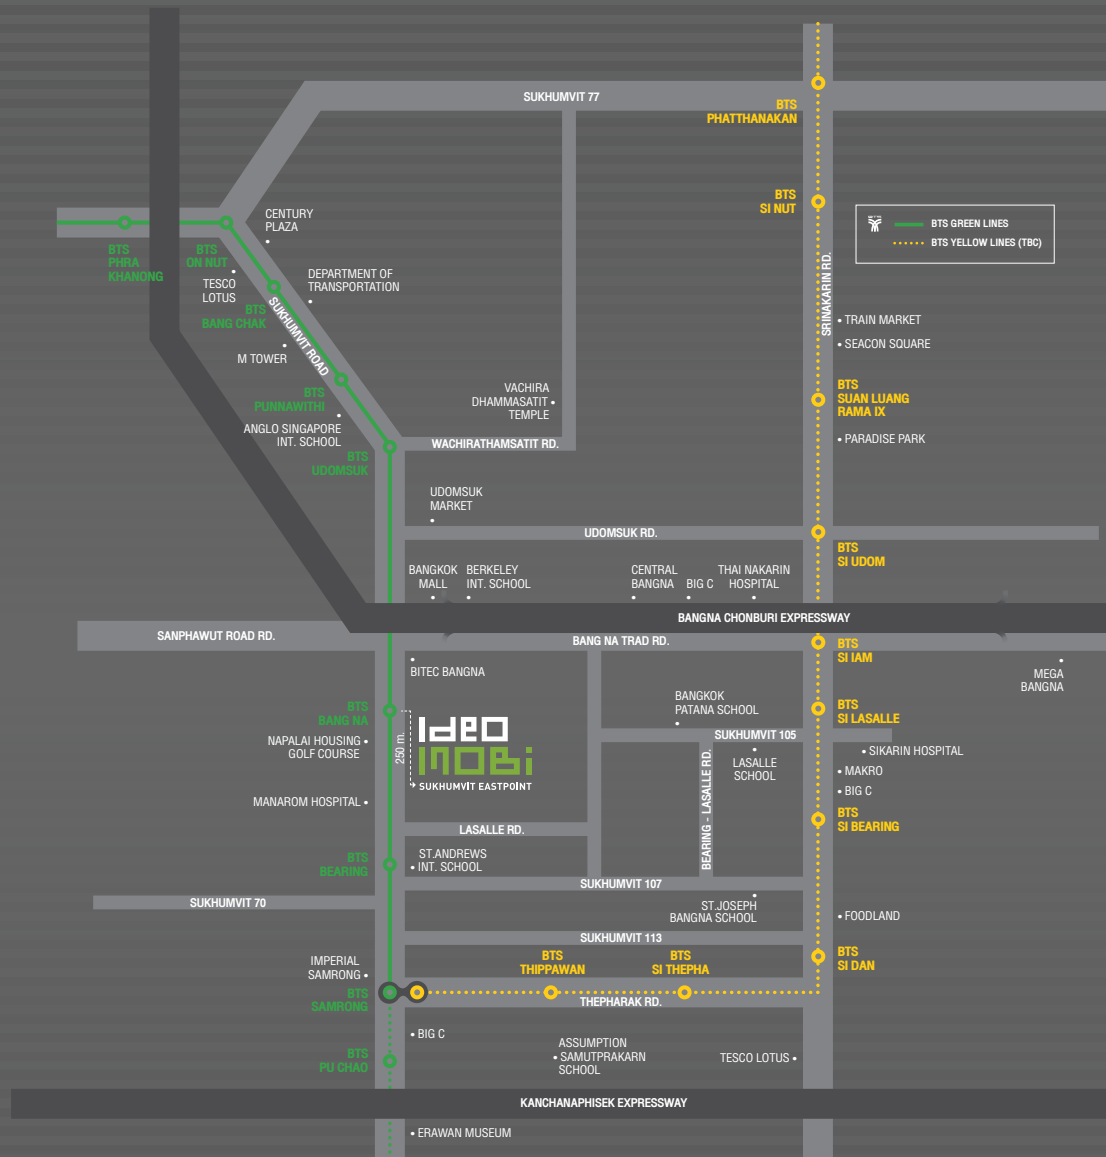 SUKHUMVIT 77
BTS
PHATTHANAKAN
BTS
SI NUT
CENTURY
PLAZA
BTS
PHRA
KHANONG
BTS
ON NUT
TESCO
LOTUS
DEPARTMENT OF
TRANSPORTATION
BTS
BANG CHAK
SUKHUMVIT ROAD
M TOWER
BTS GREEN LINES
BTS YELLOW LINES (TBC)
SRINAKARIN RD.
• TRAIN MARKET
• SEACON SQUARE
BTS
PUNNAWITHI
VACHIRA
DHAMMASATIT •
TEMPLE
BTS
SUAN LUANG
RAMA IX
ANGLO SINGAPORE
INT. SCHOOL
WACHIRATHAMSATIT RD.
• PARADISE PARK
BTS
UDOMSUK
UDOMSUK
MARKET
UDOMSUK RD.
BTS
SI UDOM
BANGKOK
MALL
BERKELEY
INT. SCHOOL
CENTRAL
BANGNA
BIG C
THAI NAKARIN
HOSPITAL
BANGNA CHONBURI EXPRESSWAY
SANPHAWUT ROAD RD.
BANG NA TRAD RD.
BTS
SI IAM
BITEC BANGNA
MEGA
BANGNA
BTS
BANG NA
250 m.
Ideo
MOBi
SUKHUMVIT EASTPOINT
BANGKOK
PATANA SCHOOL
BTS
SI LASALLE
NAPALAI HOUSING •
GOLF COURSE
SUKHUMVIT 105
LASALLE
SCHOOL
• SIKARIN HOSPITAL
• MAKRO
• BIG C
MANAROM HOSPITAL •
BEARING - LASALLE RD.
BTS
SI BEARING
LASALLE RD.
BTS
BEARING
ST.ANDREWS
• INT. SCHOOL
SUKHUMVIT 107
SUKHUMVIT 70
ST.JOSEPH
BANGNA SCHOOL
• FOODLAND
SUKHUMVIT 113
IMPERIAL
SAMRONG •
BTS
THIPPAWAN
BTS
SI THEPHA
BTS
SI DAN
BTS
SAMRONG
THEPHARAK RD.
• BIG C
BTS
PU CHAO
ASSUMPTION
• SAMUTPRAKARN
SCHOOL
TESCO LOTUS •
KANCHANAPHISEK EXPRESSWAY
• ERAWAN MUSEUM